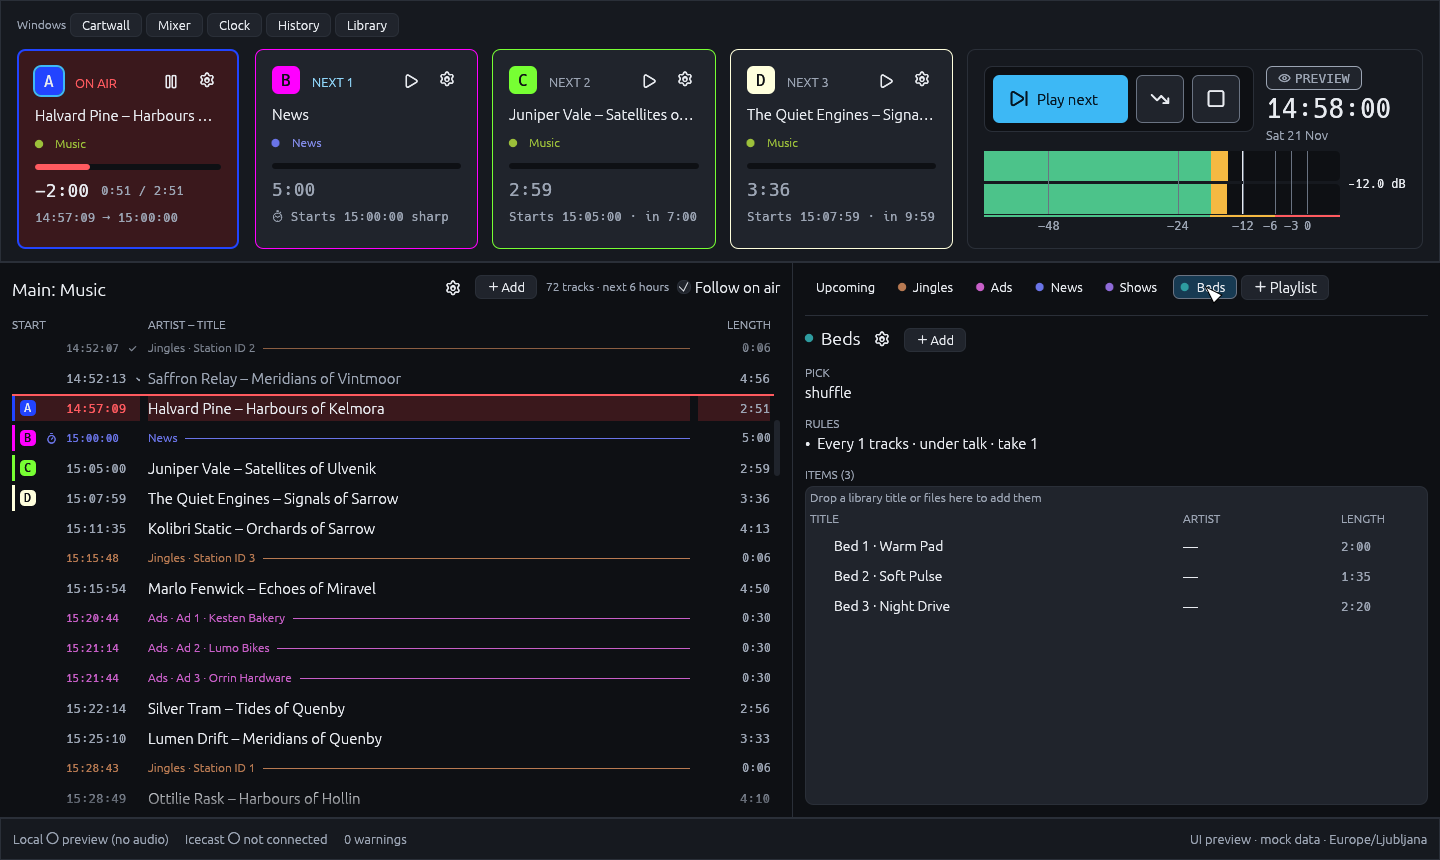 Windows Cartwall Mixer Clock History Library
A ON AIR
Halvard Pine – Harbours ...
Music
−2:00 0:51 / 2:51
14:57:09 → 15:00:00
B NEXT 1
News
News
5:00
Starts 15:00:00 sharp
C NEXT 2
Juniper Vale – Satellites o...
Music
2:59
Starts 15:05:00 · in 7:00
D NEXT 3
The Quiet Engines – Signa...
Music
3:36
Starts 15:07:59 · in 9:59
Play next
PREVIEW
14:58:00
Sat 21 Nov
-12.0 dB
−48 −24 −12 −6 −3 0
Main: Music
+ Add 72 tracks · next 6 hours ✓ Follow on air
START ARTIST – TITLE LENGTH
14:52:07 ✓ Jingles · Station ID 2 0:06
14:52:13 Saffron Relay – Meridians of Vintmoor 4:56
A 14:57:09 Halvard Pine – Harbours of Kelmora 2:51
B 15:00:00 News 5:00
C 15:05:00 Juniper Vale – Satellites of Ulvenik 2:59
D 15:07:59 The Quiet Engines – Signals of Sarrow 3:36
15:11:35 Kolibri Static – Orchards of Sarrow 4:13
15:15:48 Jingles · Station ID 3 0:06
15:15:54 Marlo Fenwick – Echoes of Miravel 4:50
15:20:44 Ads · Ad 1 · Kesten Bakery 0:30
15:21:14 Ads · Ad 2 · Lumo Bikes 0:30
15:21:44 Ads · Ad 3 · Orrin Hardware 0:30
15:22:14 Silver Tram – Tides of Quenby 2:56
15:25:10 Lumen Drift – Meridians of Quenby 3:33
15:28:43 Jingles · Station ID 1 0:06
15:28:49 Ottilie Rask – Harbours of Hollin 4:10
Upcoming Jingles Ads News Shows Beds + Playlist
Beds + Add
PICK
shuffle
RULES
• Every 1 tracks · under talk · take 1
ITEMS (3)
Drop a library title or files here to add them
TITLE ARTIST LENGTH
Bed 1 · Warm Pad — 2:00
Bed 2 · Soft Pulse — 1:35
Bed 3 · Night Drive — 2:20
Local preview (no audio) Icecast not connected 0 warnings
UI preview · mock data · Europe/Ljubljana